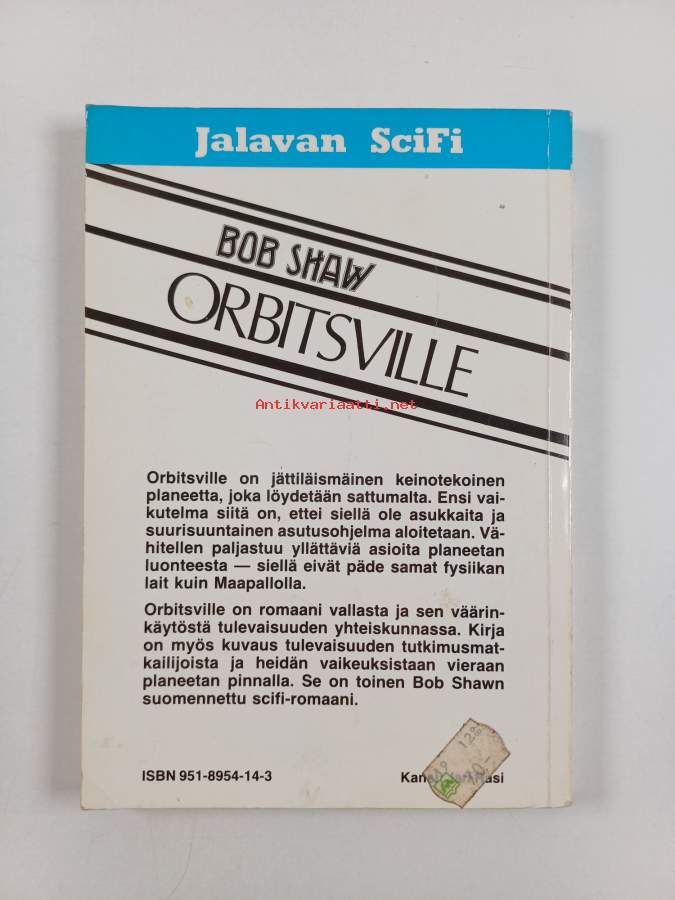 Jalavan SciFi
BOB SHAW
ORBITSVILLE
Antikvariaatti.net
Orbitsville on jättiläismäinen keinotekoinen
planeetta, joka löydetään sattumalta. Ensi vai-
kutelma siitä on, ettei siellä ole asukkaita ja
suurisuuntainen asutusohjelma aloitetaan. Vä-
hitellen paljastuu yllättäviä asioita planeetan
luonteesta — siellä eivät päde samat fysiikan
lait kuin Maapallolla.
Orbitsville on romaani vallasta ja sen väärin-
käytöstä tulevaisuuden yhteiskunnassa. Kirja
on myös kuvaus tulevaisuuden tutkimusmat-
kailijoista ja heidän vaikeuksistaan vieraan
planeetan pinnalla. Se on toinen Bob Shawn
suomennettu scifi-romaani.
ISBN 951-8954-14-3